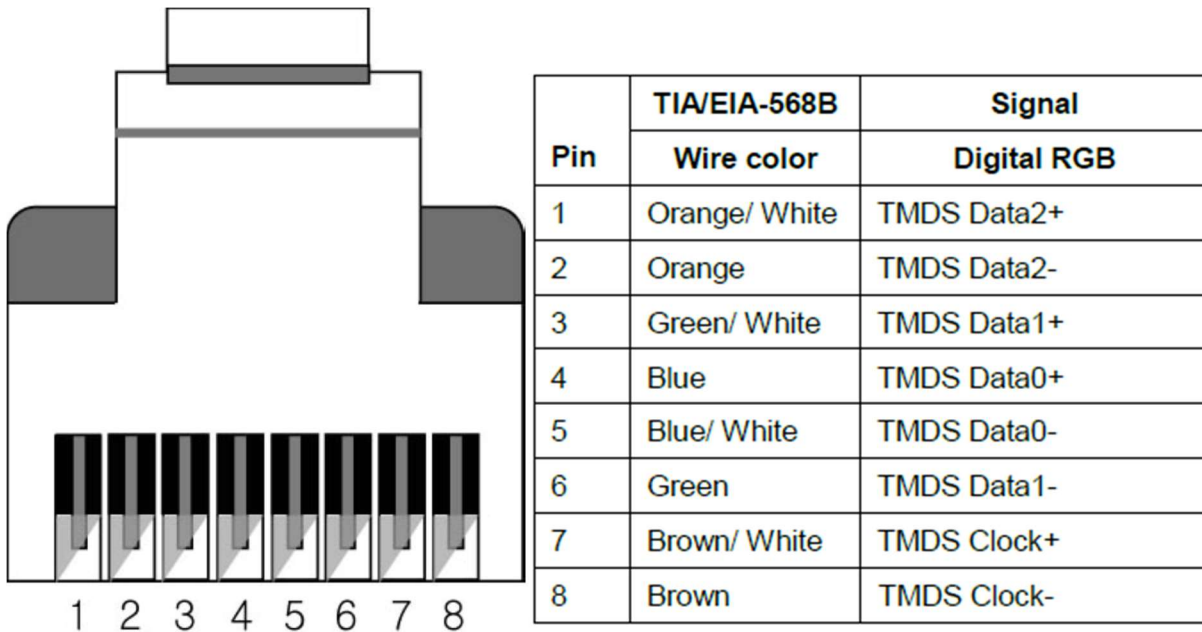 TIA/EIA-568B Signal
Pin Wire color Digital RGB
1 Orange/ White TMDS Data2+
2 Orange TMDS Data2-
3 Green/ White TMDS Data1+
4 Blue TMDS Data0+
5 Blue/ White TMDS Data0-
6 Green TMDS Data1-
7 Brown/ White TMDS Clock+
8 Brown TMDS Clock-
1 2 3 4 5 6 7 8